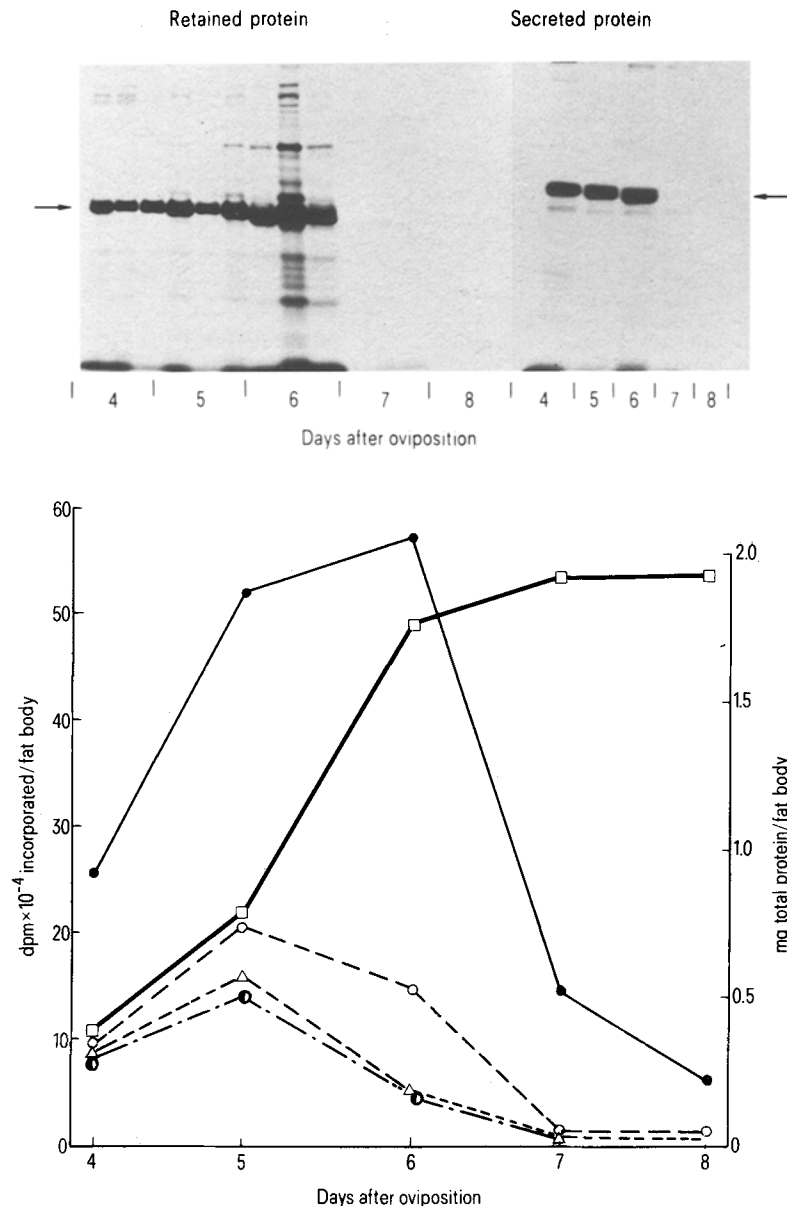 Retained protein Secreted protein
4 5 6 7 8 4 5 6 7 8
Days after oviposition
60
50
40
30
20
10
0
dpm×10⁻⁴ incorporated/fat body
2.0
1.5
1.0
0.5
0
mg total protein/fat body
4 5 6 7 8
Days after oviposition